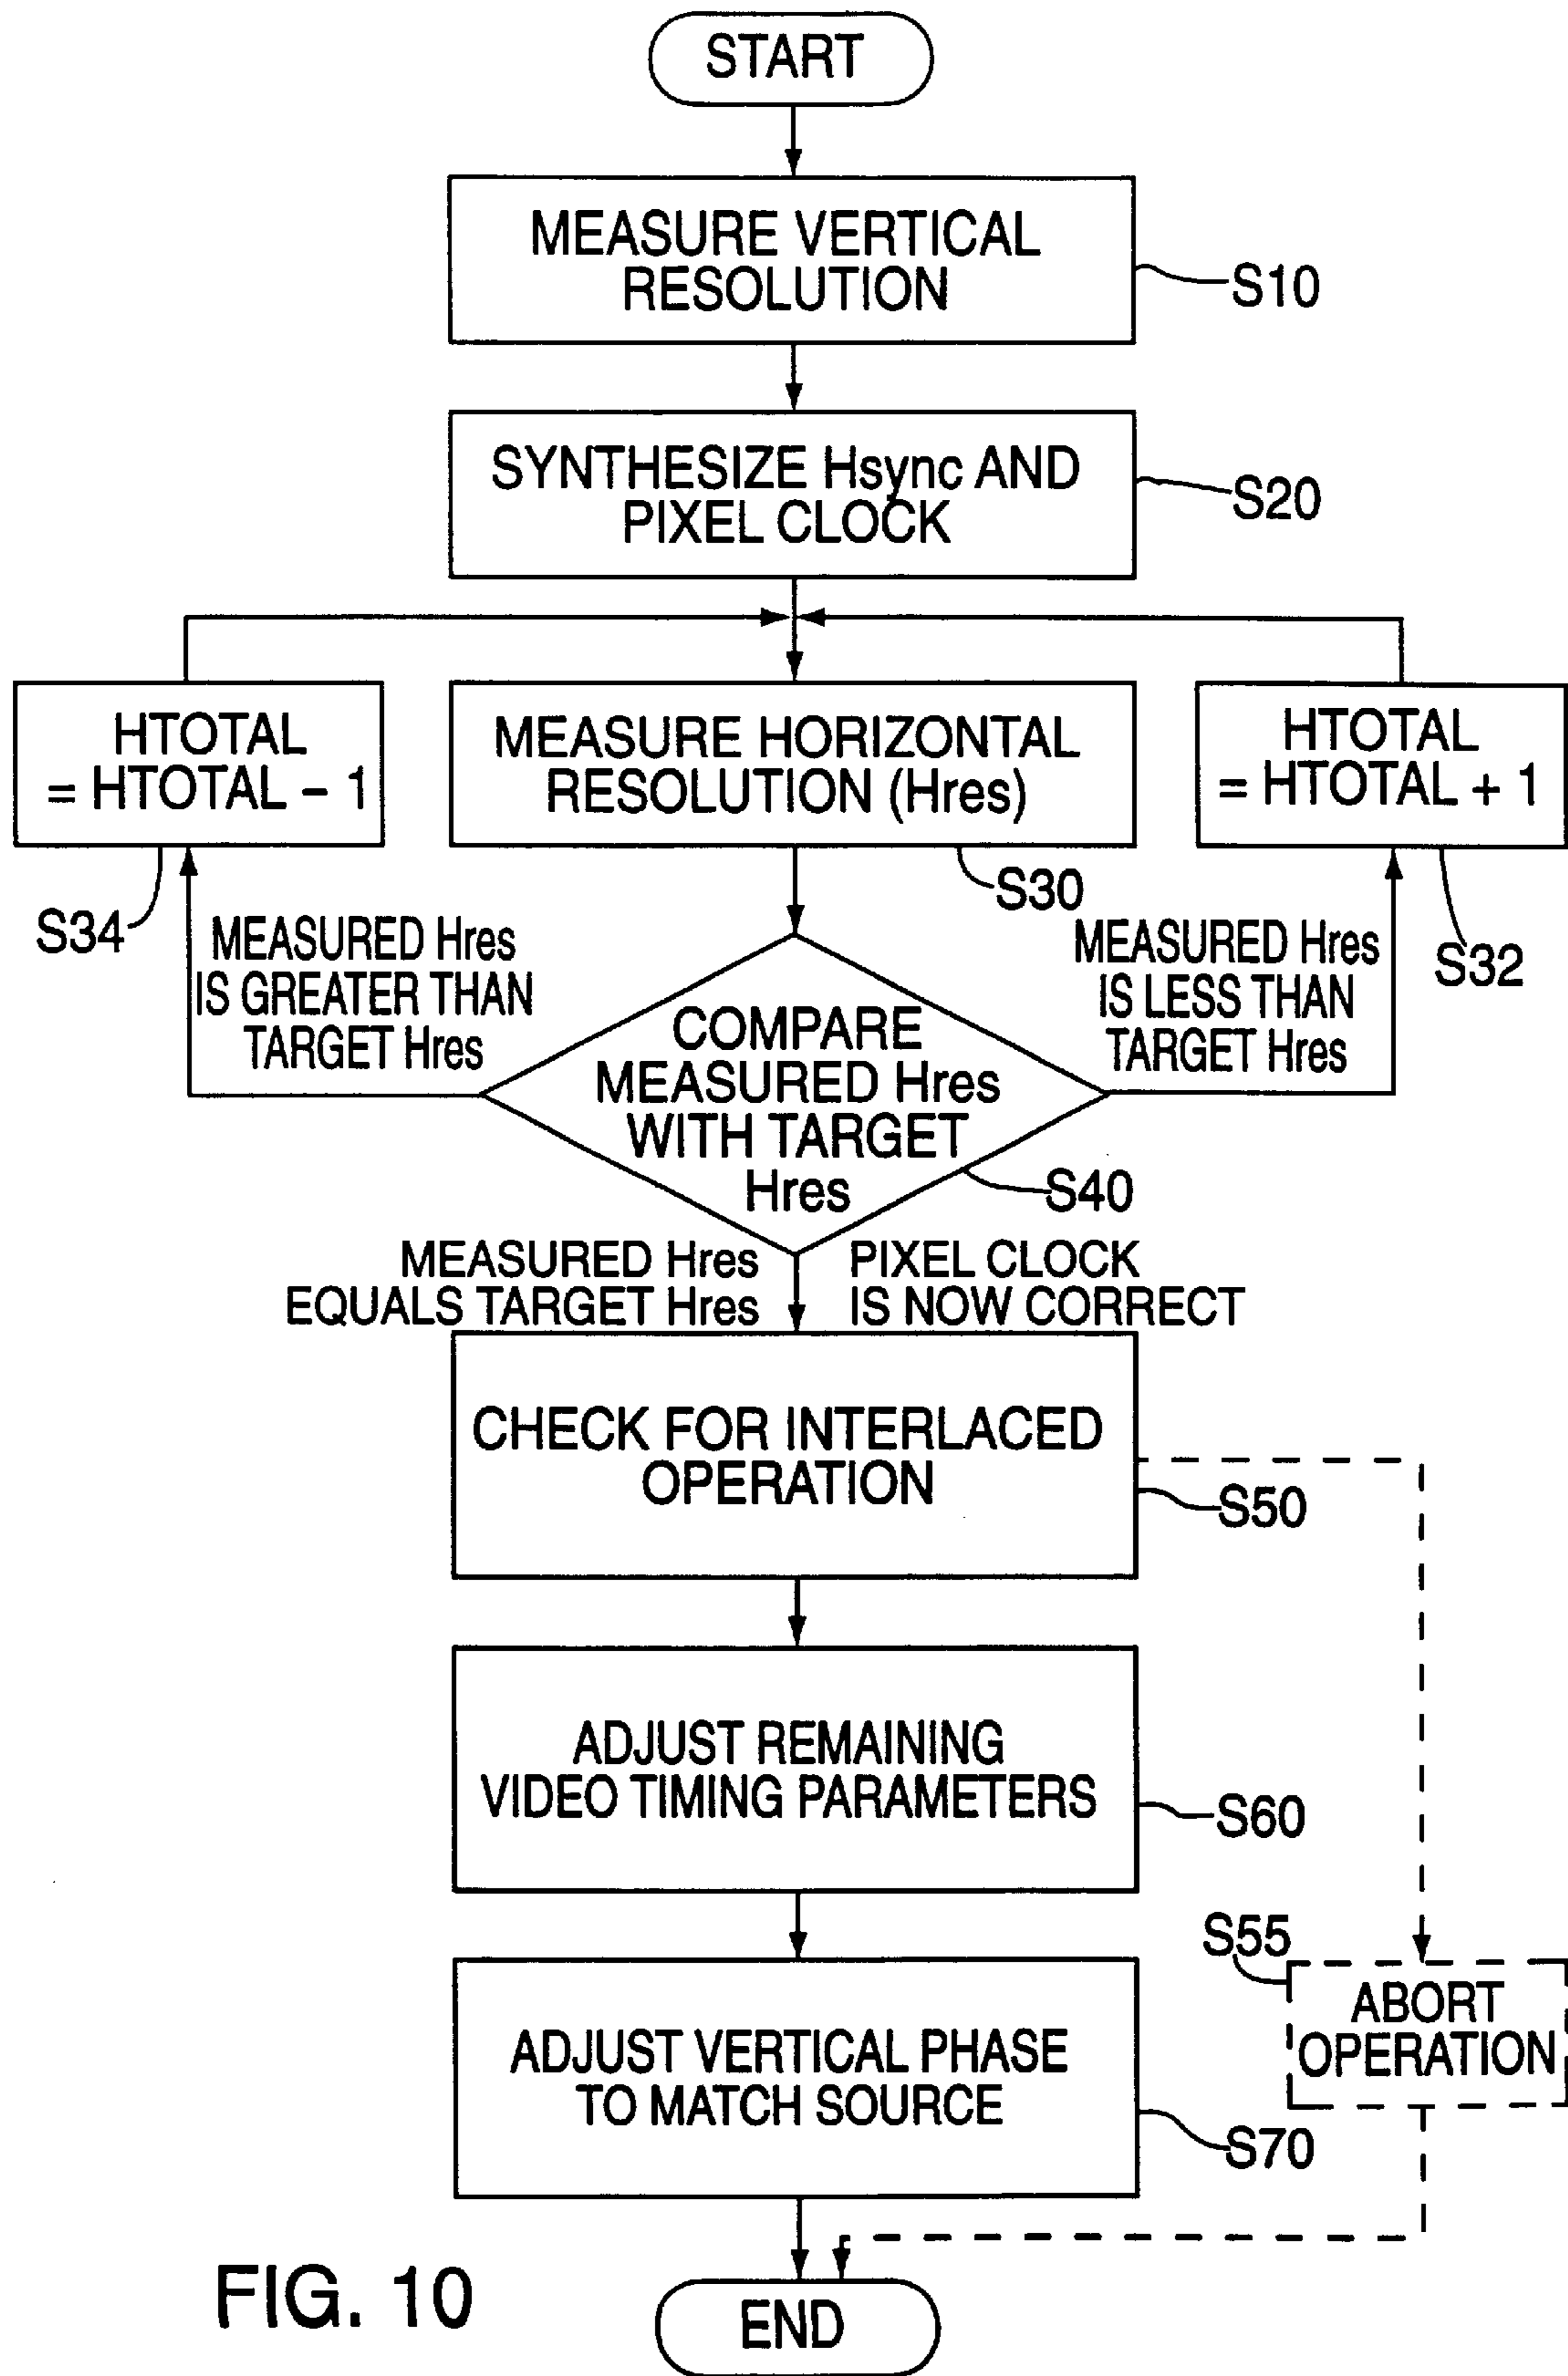 START
MEASURE VERTICAL
RESOLUTION
S10
SYNTHESIZE Hsync AND
PIXEL CLOCK
S20
HTOTAL
= HTOTAL – 1
S34
MEASURE HORIZONTAL
RESOLUTION (Hres)
S30
HTOTAL
= HTOTAL + 1
S32
MEASURED Hres
IS GREATER THAN
TARGET Hres
MEASURED Hres
IS LESS THAN
TARGET Hres
COMPARE
MEASURED Hres
WITH TARGET
Hres
S40
MEASURED Hres
EQUALS TARGET Hres
PIXEL CLOCK
IS NOW CORRECT
CHECK FOR INTERLACED
OPERATION
S50
ADJUST REMAINING
VIDEO TIMING PARAMETERS
S60
S55
ABORT
OPERATION
ADJUST VERTICAL PHASE
TO MATCH SOURCE
S70
END
FIG. 10